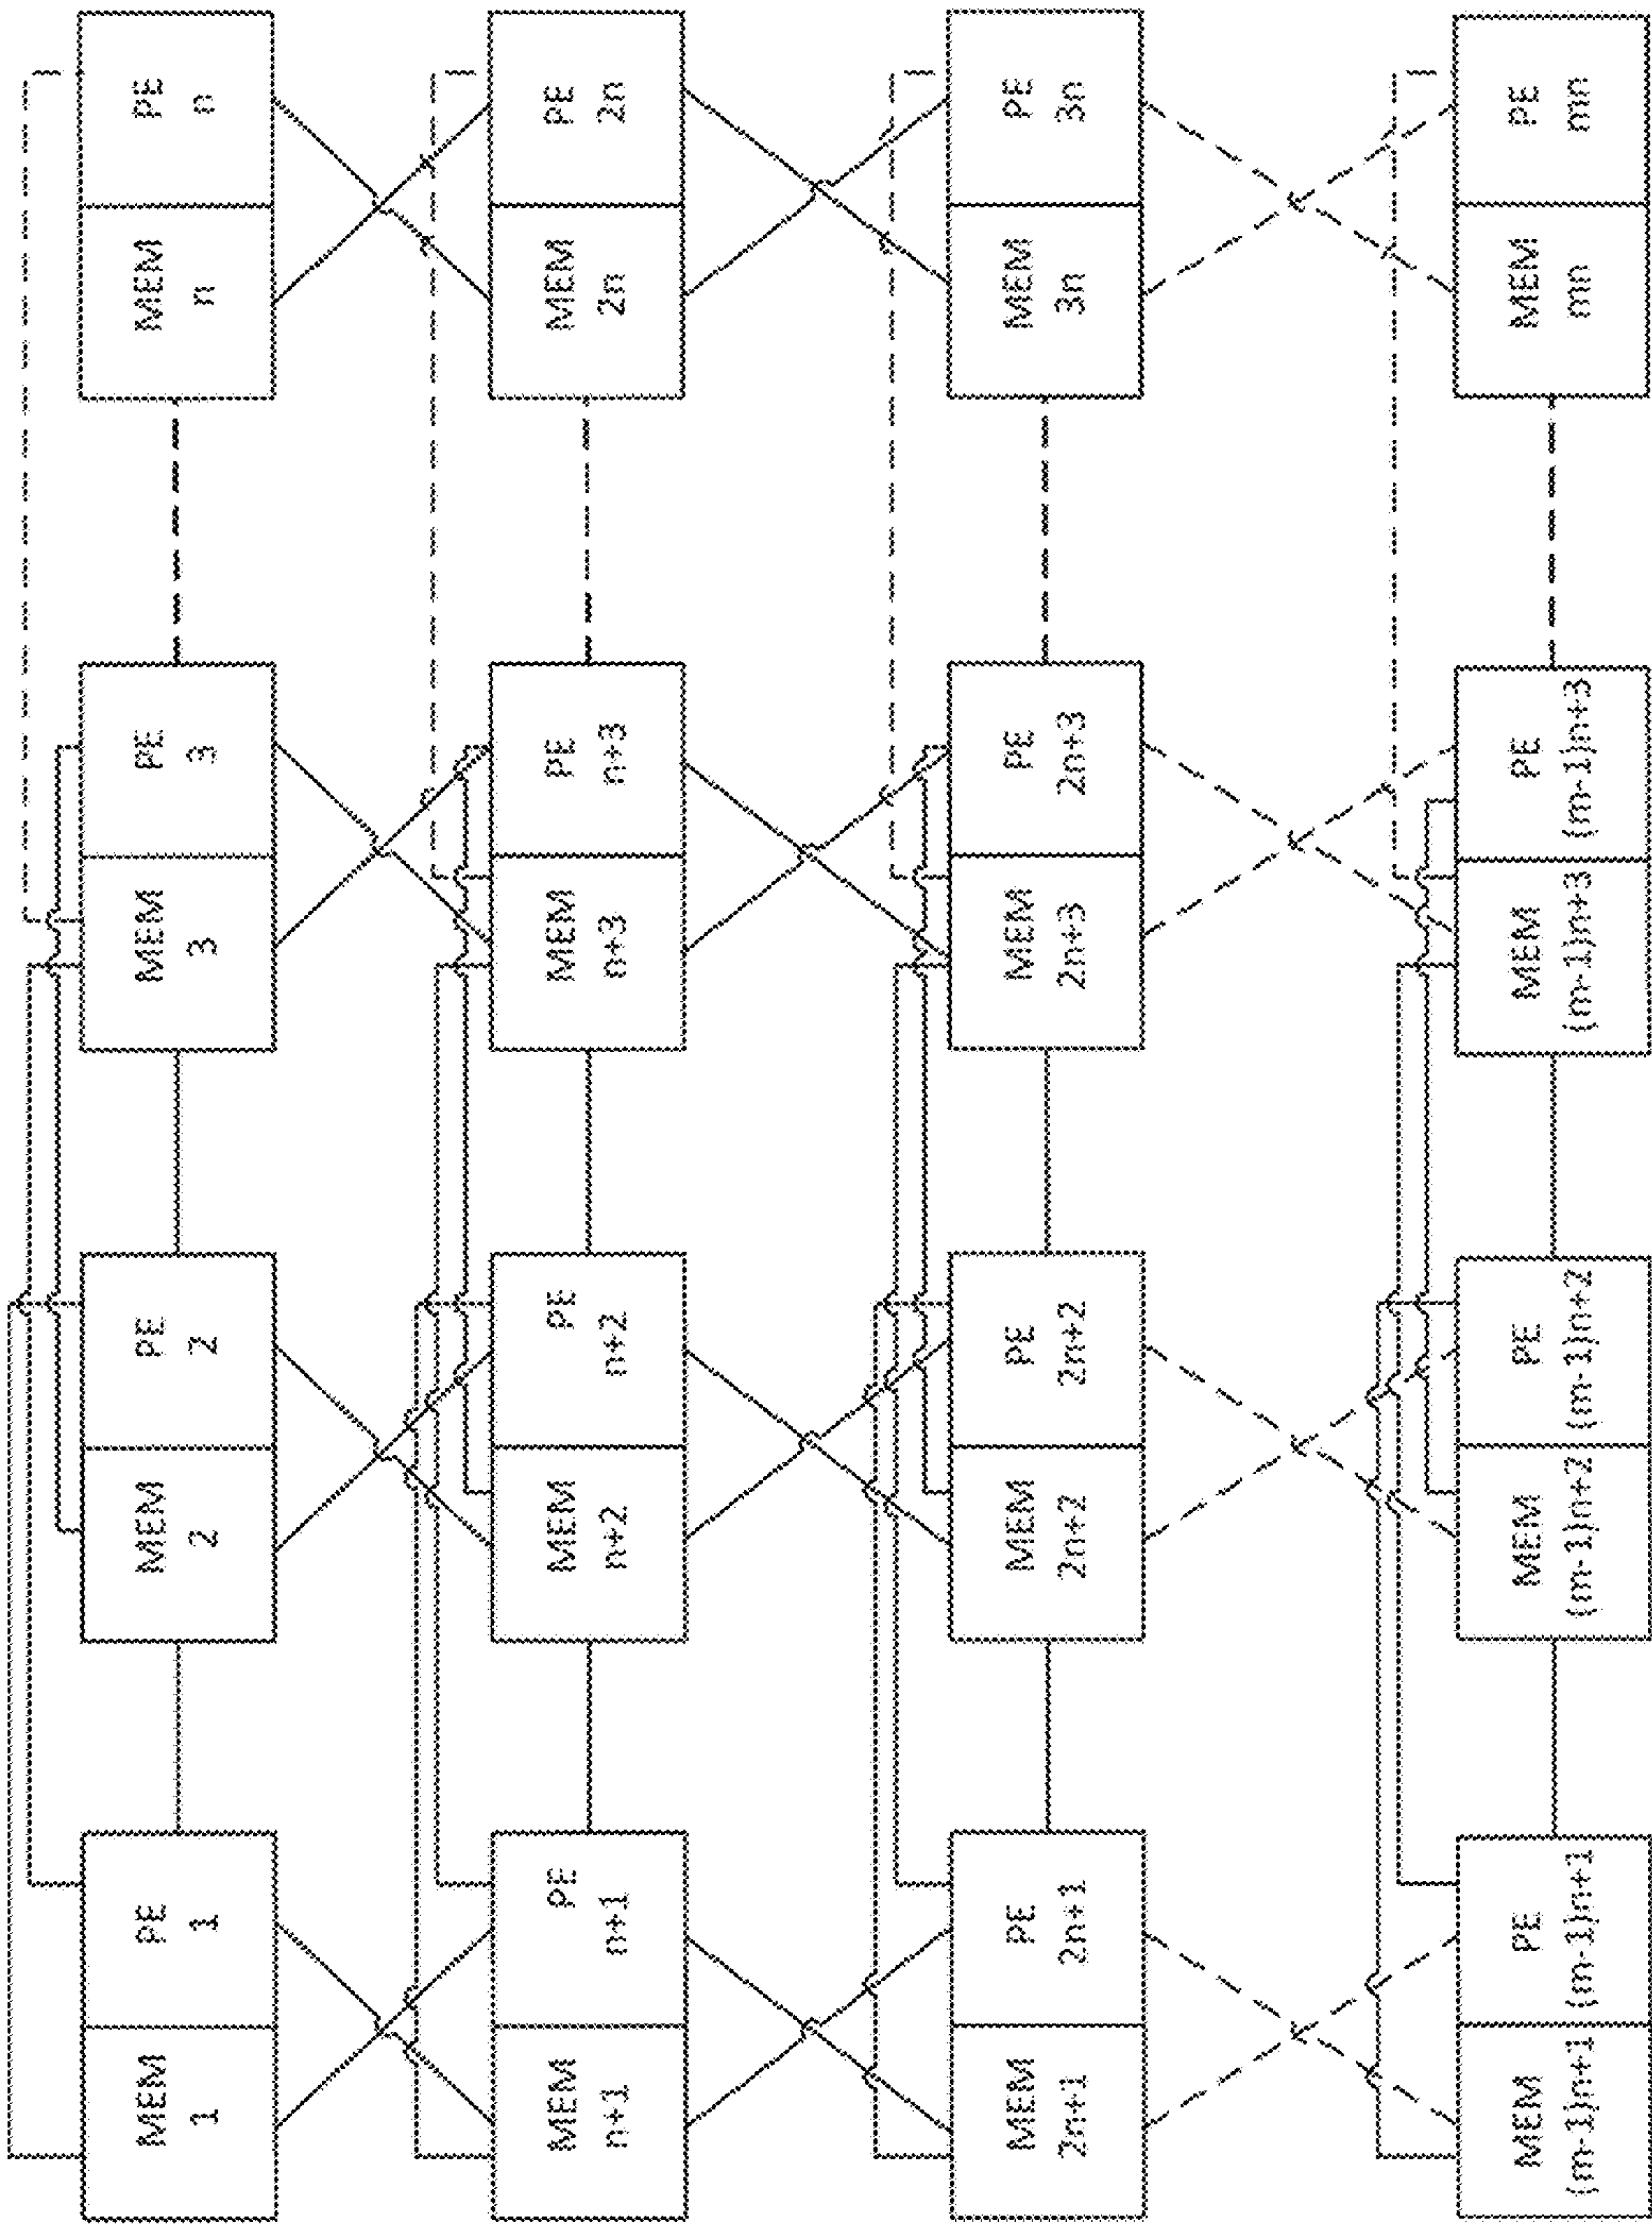 MEM
1
PE
1
MEM
2
PE
2
MEM
3
PE
3
MEM
n
PE
n
MEM
n+1
PE
n+1
MEM
n+2
PE
n+2
MEM
n+3
PE
n+3
MEM
2n
PE
2n
MEM
2n+1
PE
2n+1
MEM
2n+2
PE
2n+2
MEM
2n+3
PE
2n+3
MEM
3n
PE
3n
MEM
(m-1)n+1
PE
(m-1)n+1
MEM
(m-1)n+2
PE
(m-1)n+2
MEM
(m-1)n+3
PE
(m-1)n+3
MEM
mn
PE
mn